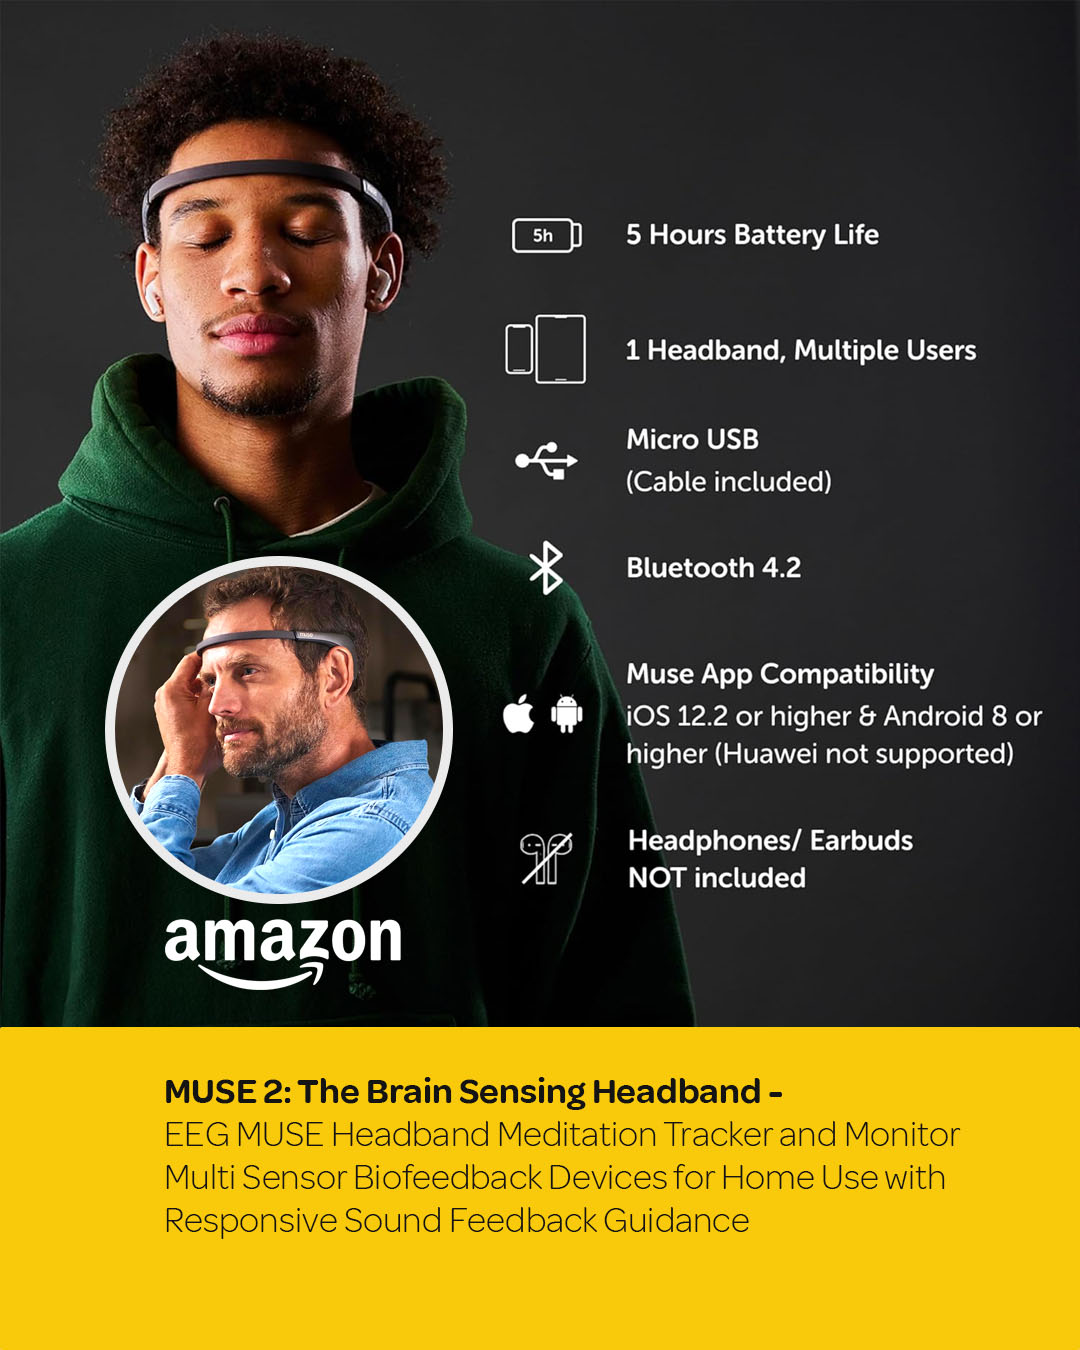 5h
5 Hours Battery Life
1 Headband, Multiple Users
Micro USB
(Cable included)
Bluetooth 4.2
Muse App Compatibility
iOS 12.2 or higher & Android 8 or
higher (Huawei not supported)
Headphones/ Earbuds
NOT included
muse
amazon
MUSE 2: The Brain Sensing Headband -
EEG MUSE Headband Meditation Tracker and Monitor
Multi Sensor Biofeedback Devices for Home Use with
Responsive Sound Feedback Guidance